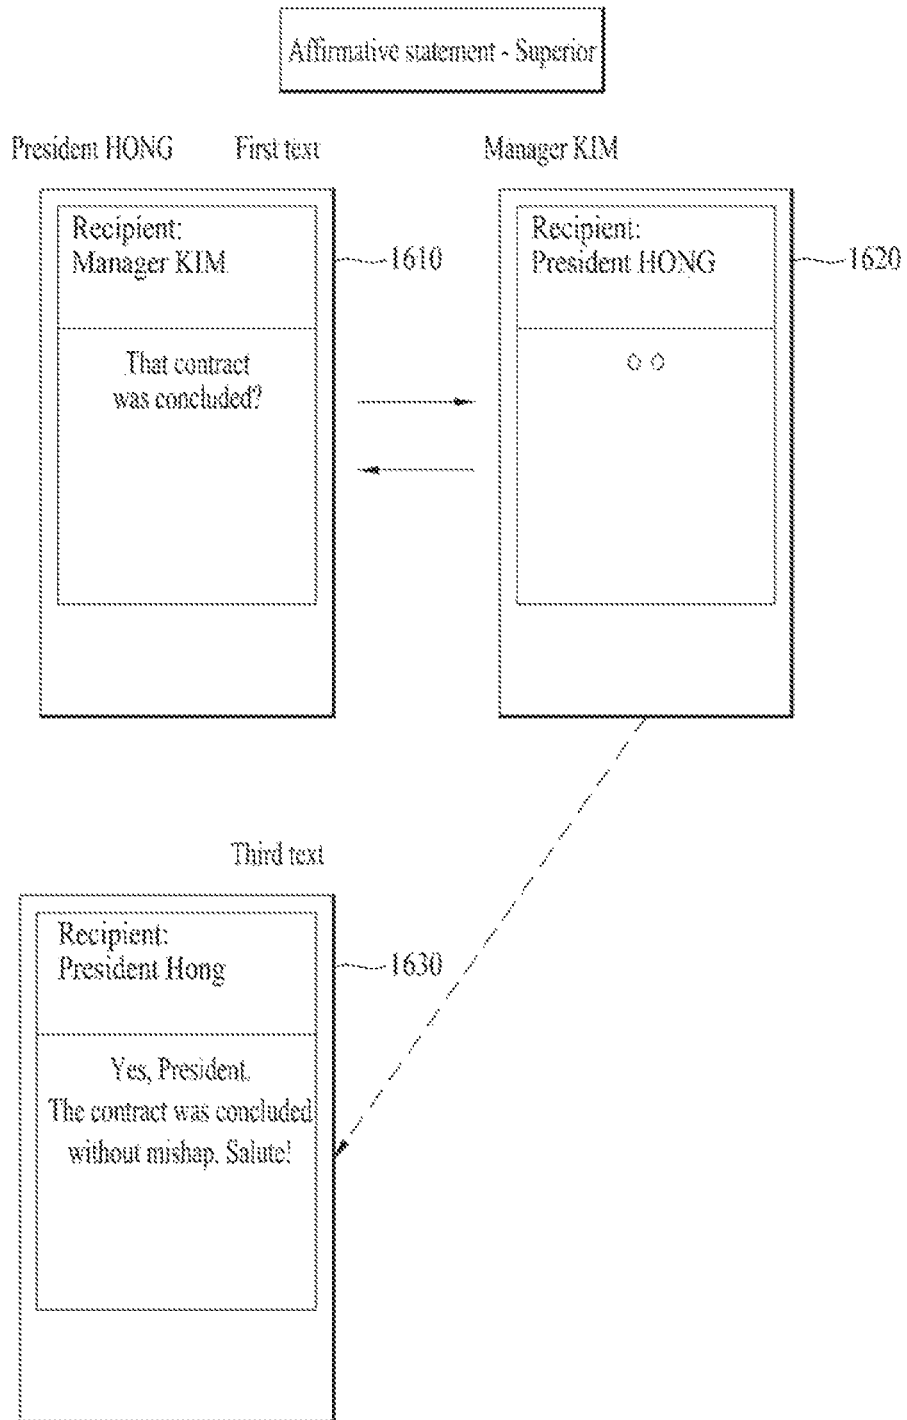 Affirmative statement - Superior
President HONG First text Manager KIM
Recipient:
Manager KIM
1610
Recipient:
President HONG
1620
That contract
was concluded?
ㅇㅇ
Third text
Recipient:
President Hong
1630
Yes, President.
The contract was concluded
without mishap. Salute!